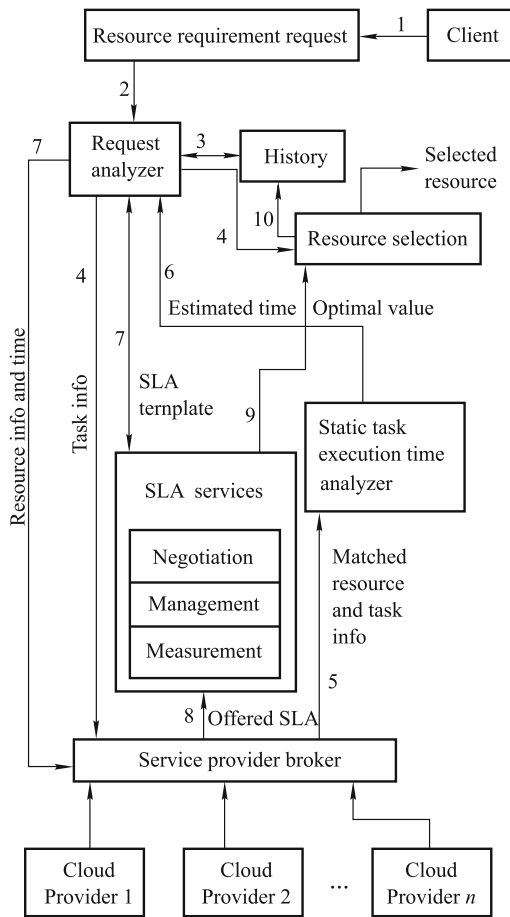 Resource requirement request
1
Client
2
7
Request
analyzer
3
History
Selected
resource
10
4
Resource selection
4
6
Estimated time
Optimal value
7
Resource info and time
Task info
SLA
ternplate
9
Static task
execution time
analyzer
SLA services
Negotiation
Management
Measurement
Matched
resource
and task
info
5
8
Offered SLA
Service provider broker
Cloud
Provider 1
Cloud
Provider 2
...
Cloud
Provider n